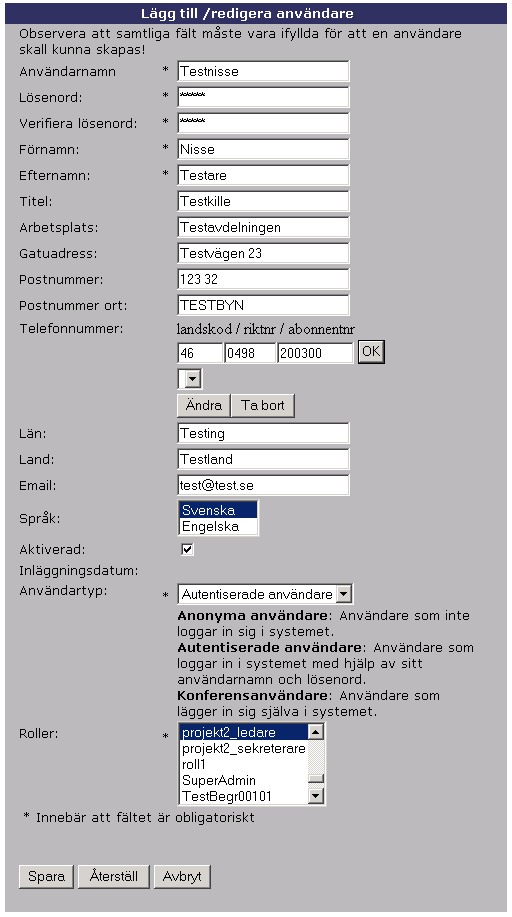 Lägg till /redigera användare
Observera att samtliga fält måste vara ifyllda för att en användare
skall kunna skapas!
Användarnamn * Testnisse
Lösenord: * ******
Verifiera lösenord: * ******
Förnamn: * Nisse
Efternamn: * Testare
Titel: Testkille
Arbetsplats: Testavdelningen
Gatuadress: Testvägen 23
Postnummer: 123 32
Postnummer ort: TESTBYN
Telefonnummer: landskod / riktnr / abonnentnr
46 0498 200300 OK
Ändra Ta bort
Län: Testing
Land: Testland
Email: test@test.se
Språk: Svenska
Engelska
Aktiverad:
Inläggningsdatum:
Användartyp: * Autentiserade användare
Anonyma användare: Användare som inte
loggar in sig i systemet.
Autentiserade användare: Användare som
loggar in i systemet med hjälp av sitt
användarnamn och lösenord.
Konferensanvändare: Användare som
lägger in sig själva i systemet.
Roller: * projekt2_ledare
projekt2_sekreterare
roll1
SuperAdmin
TestBegr00101
* Innebär att fältet är obligatoriskt
Spara Återställ Avbryt